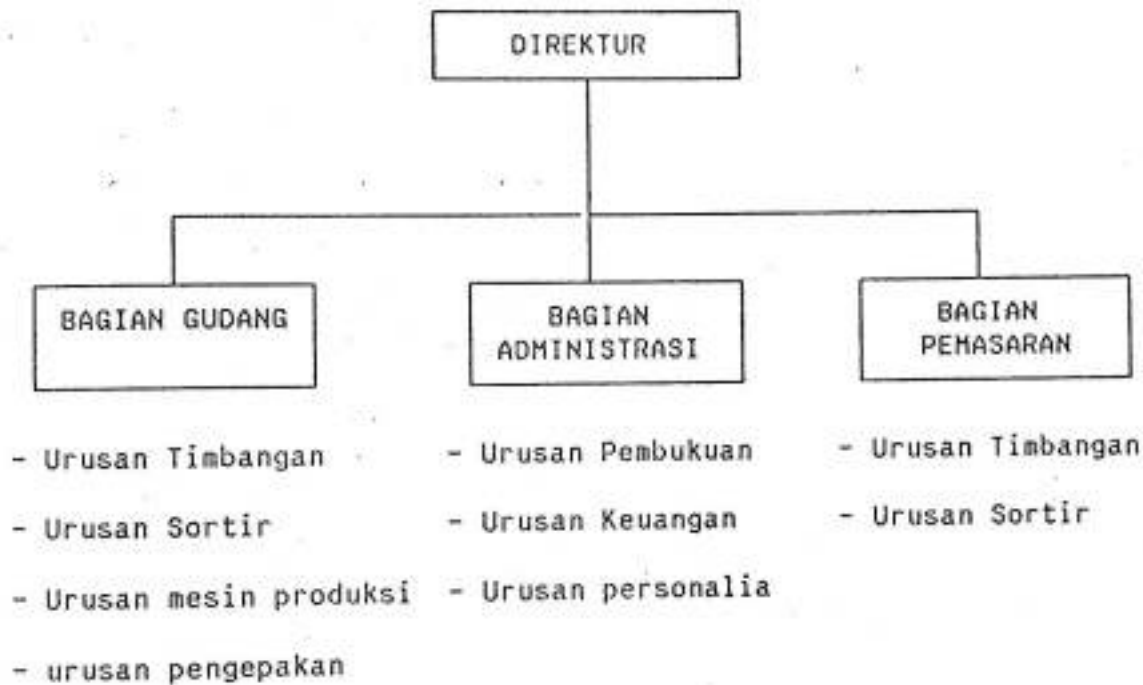 DIREKTUR
BAGIAN GUDANG
BAGIAN
ADMINISTRASI
BAGIAN
PEMASARAN
- Urusan Timbangan
- Urusan Sortir
- Urusan mesin produksi
- urusan pengepakan
- Urusan Pembukuan
- Urusan Keuangan
- Urusan personalia
- Urusan Timbangan
- Urusan Sortir